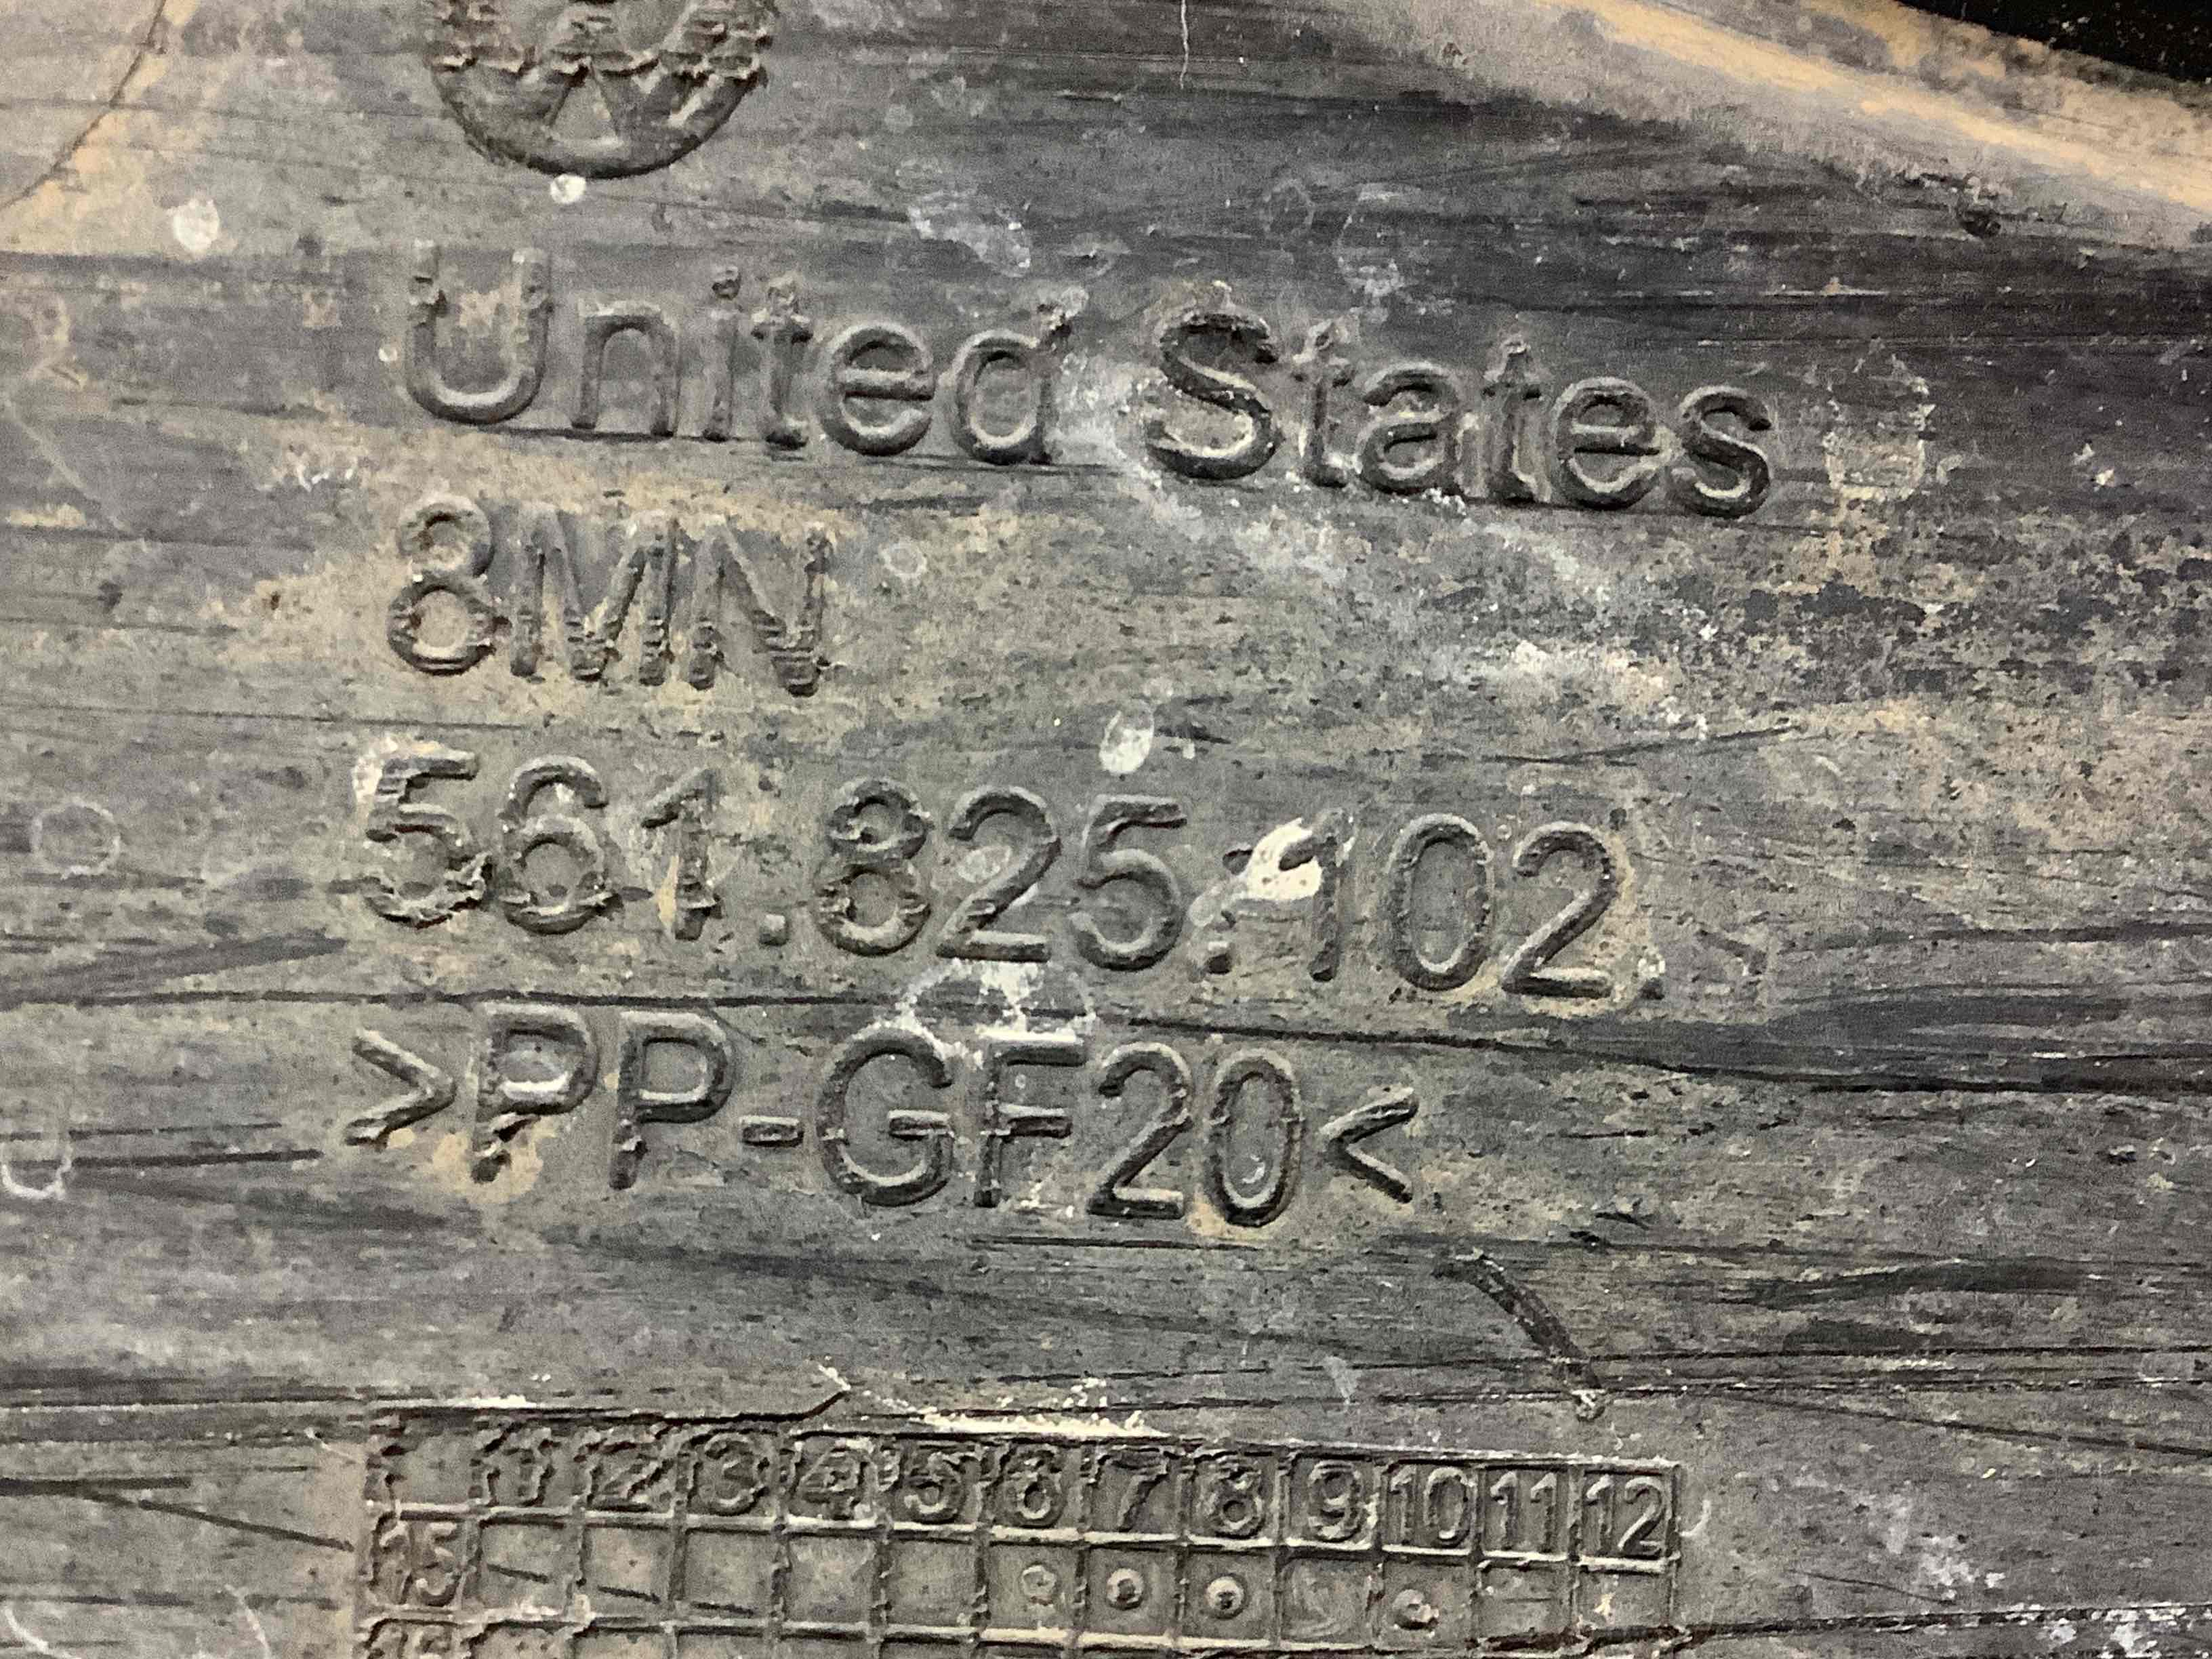 United States
8MN
561.825.102.
>PP-GF20<
1 2 3 4 5 6 7 8 9 10 11 12
15